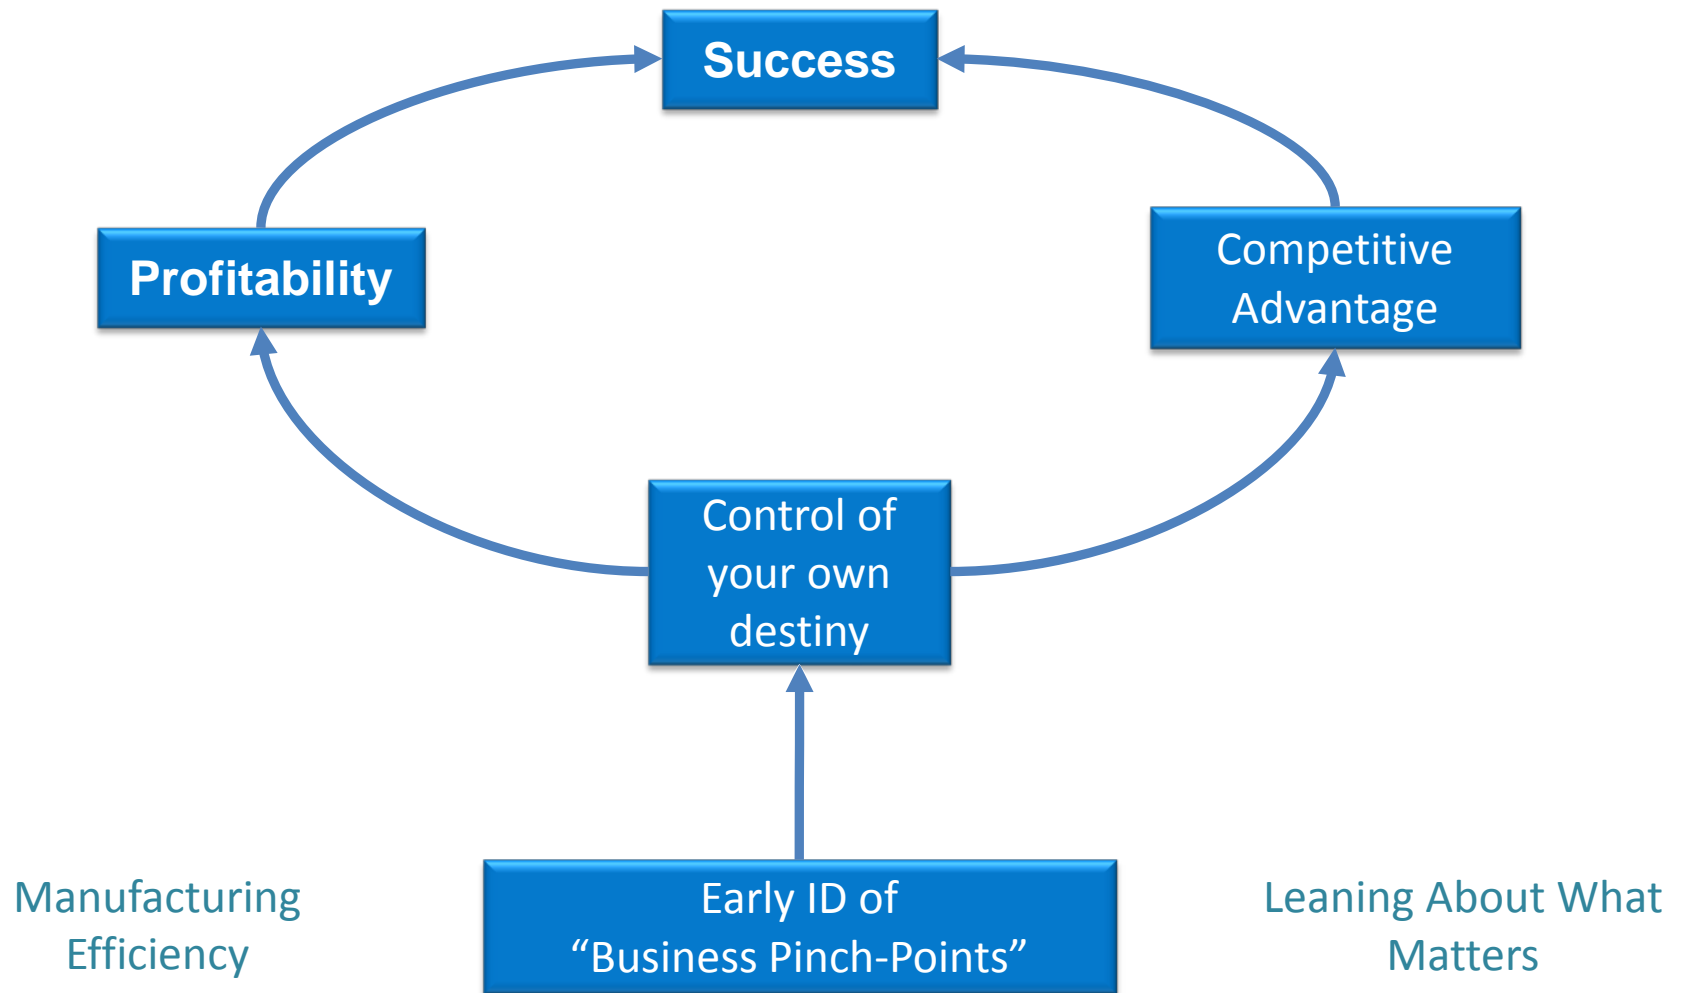 Success
Profitability
Competitive
Advantage
Control of
your own
destiny
Manufacturing
Efficiency
Early ID of
“Business Pinch-Points”
Leaning About What
Matters